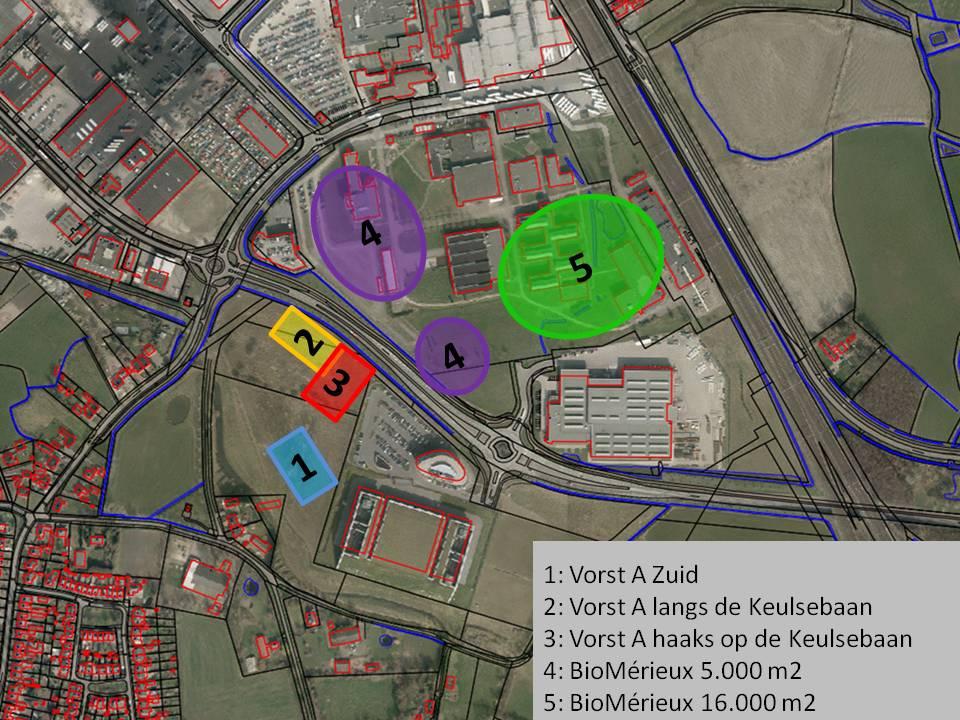 4
5
2
4
3
1
1: Vorst A Zuid
2: Vorst A langs de Keulsebaan
3: Vorst A haaks op de Keulsebaan
4: BioMérieux 5.000 m2
5: BioMérieux 16.000 m2